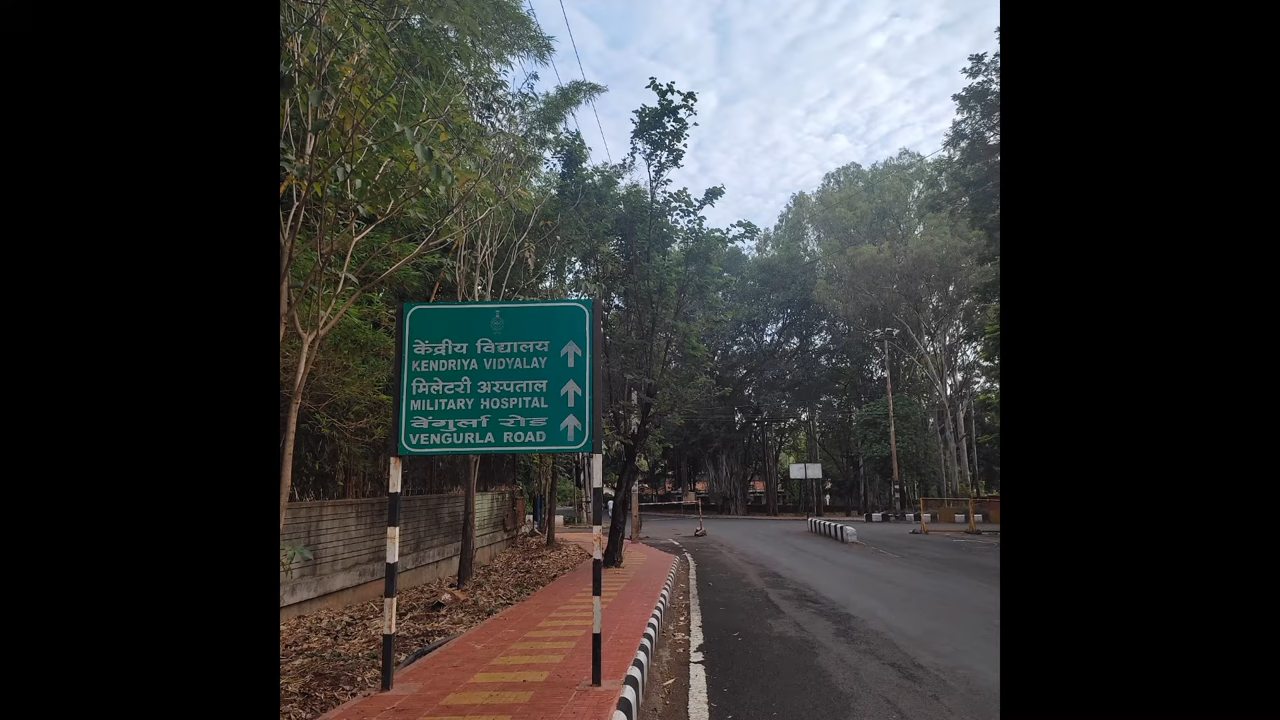 केंद्रीय विद्यालय
KENDRIYA VIDYALAY
मिलेटरी अस्पताल
MILITARY HOSPITAL
वेंगुर्ला रोड
VENGURLA ROAD